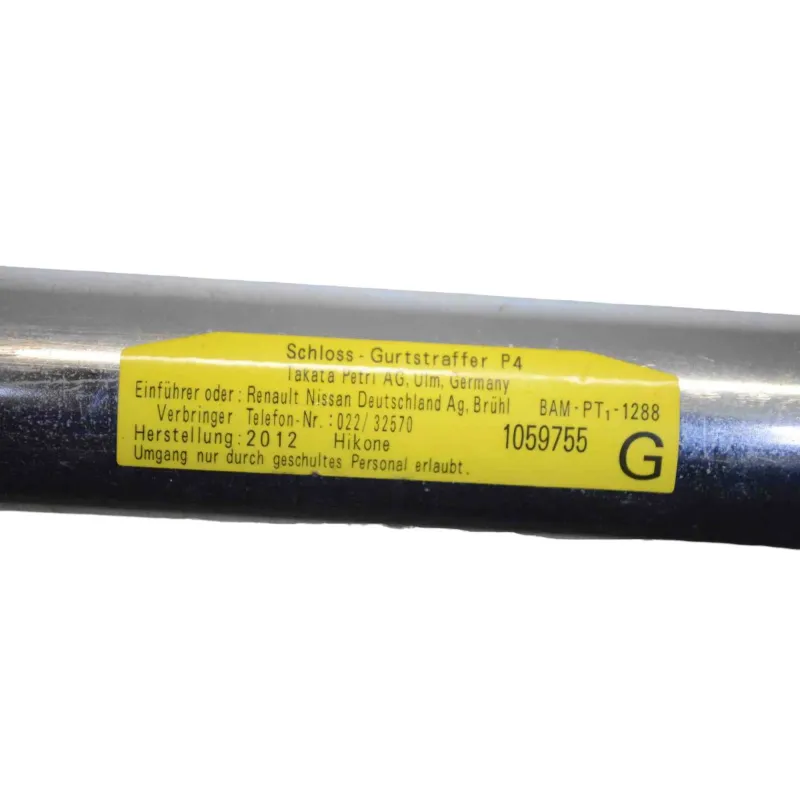 Schloss - Gurtstraffer P4
Takata Petri AG, Ulm, Germany
Einführer oder: Renault Nissan Deutschland Ag, Brühl BAM-PT₁-1288
Verbringer Telefon-Nr. : 022/ 32570
Herstellung: 2012 Hikone 1059755 G
Umgang nur durch geschultes Personal erlaubt.